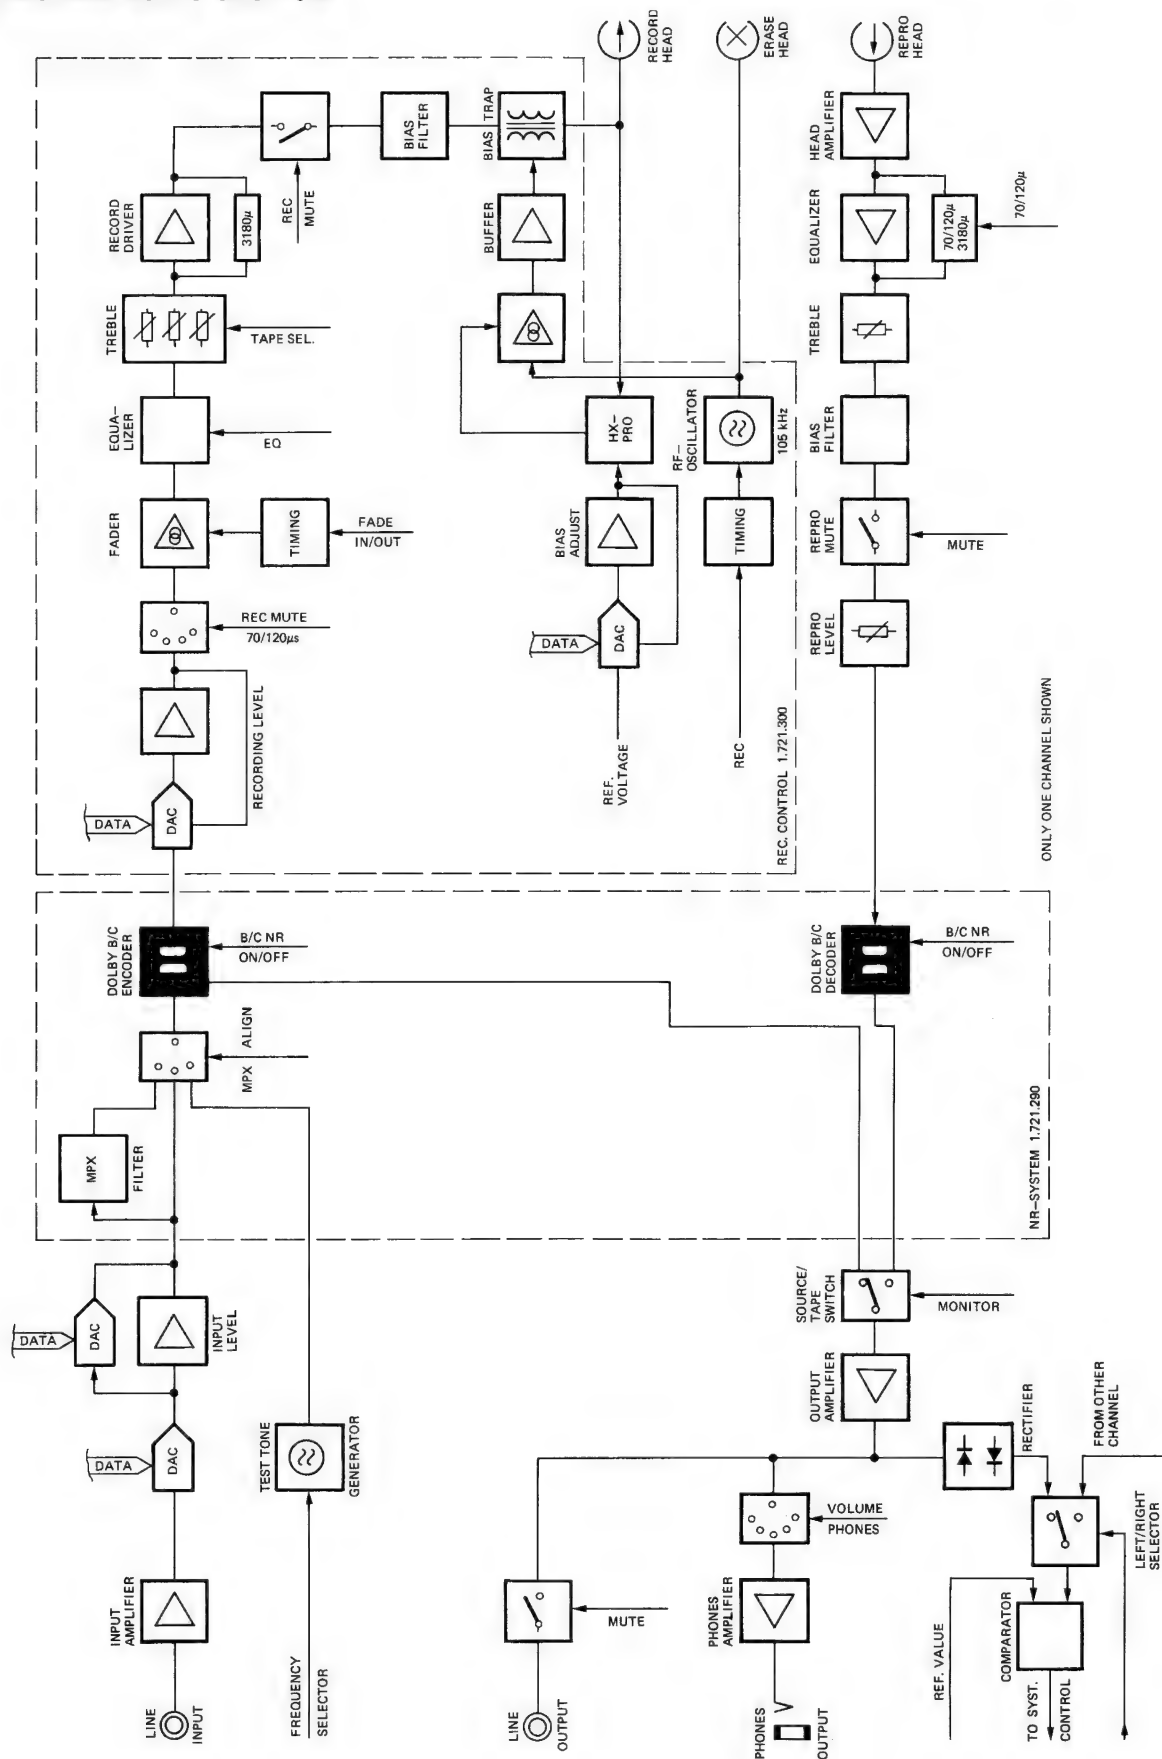 RECORD
HEAD
ERASE
HEAD
REPRO
HEAD
RECORD
DRIVER
3180µ
REC
MUTE
BIAS
FILTER
BIAS TRAP
BUFFER
HEAD
AMPLIFIER
EQUALIZER
70/120µ
3180µ
70/120µ
TREBLE
TAPE SEL.
EQUA–
LIZER
EQ
HX–
PRO
RF–
OSCILLATOR
105 kHz
TREBLE
BIAS
FILTER
FADER
TIMING
FADE
IN/OUT
BIAS
ADJUST
TIMING
REPRO
MUTE
MUTE
REC MUTE
70/120µs
DATA
DAC
REPRO
LEVEL
RECORDING LEVEL
REF.
VOLTAGE
REC
DATA
DAC
REC. CONTROL 1.721.300
ONLY ONE CHANNEL SHOWN
DOLBY B/C
ENCODER
B/C NR
ON/OFF
DOLBY B/C
DECODER
B/C NR
ON/OFF
MPX
ALIGN
MPX
FILTER
NR–SYSTEM 1.721.290
DATA
DAC
INPUT
LEVEL
SOURCE/
TAPE
SWITCH
MONITOR
DATA
DAC
TEST TONE
GENERATOR
OUTPUT
AMPLIFIER
RECTIFIER
FROM OTHER
CHANNEL
VOLUME
PHONES
LEFT/RIGHT
SELECTOR
INPUT
AMPLIFIER
MUTE
PHONES
AMPLIFIER
REF. VALUE
COMPARATOR
LINE
INPUT
FREQUENCY
SELECTOR
LINE
OUTPUT
PHONES
OUTPUT
TO SYST.
CONTROL